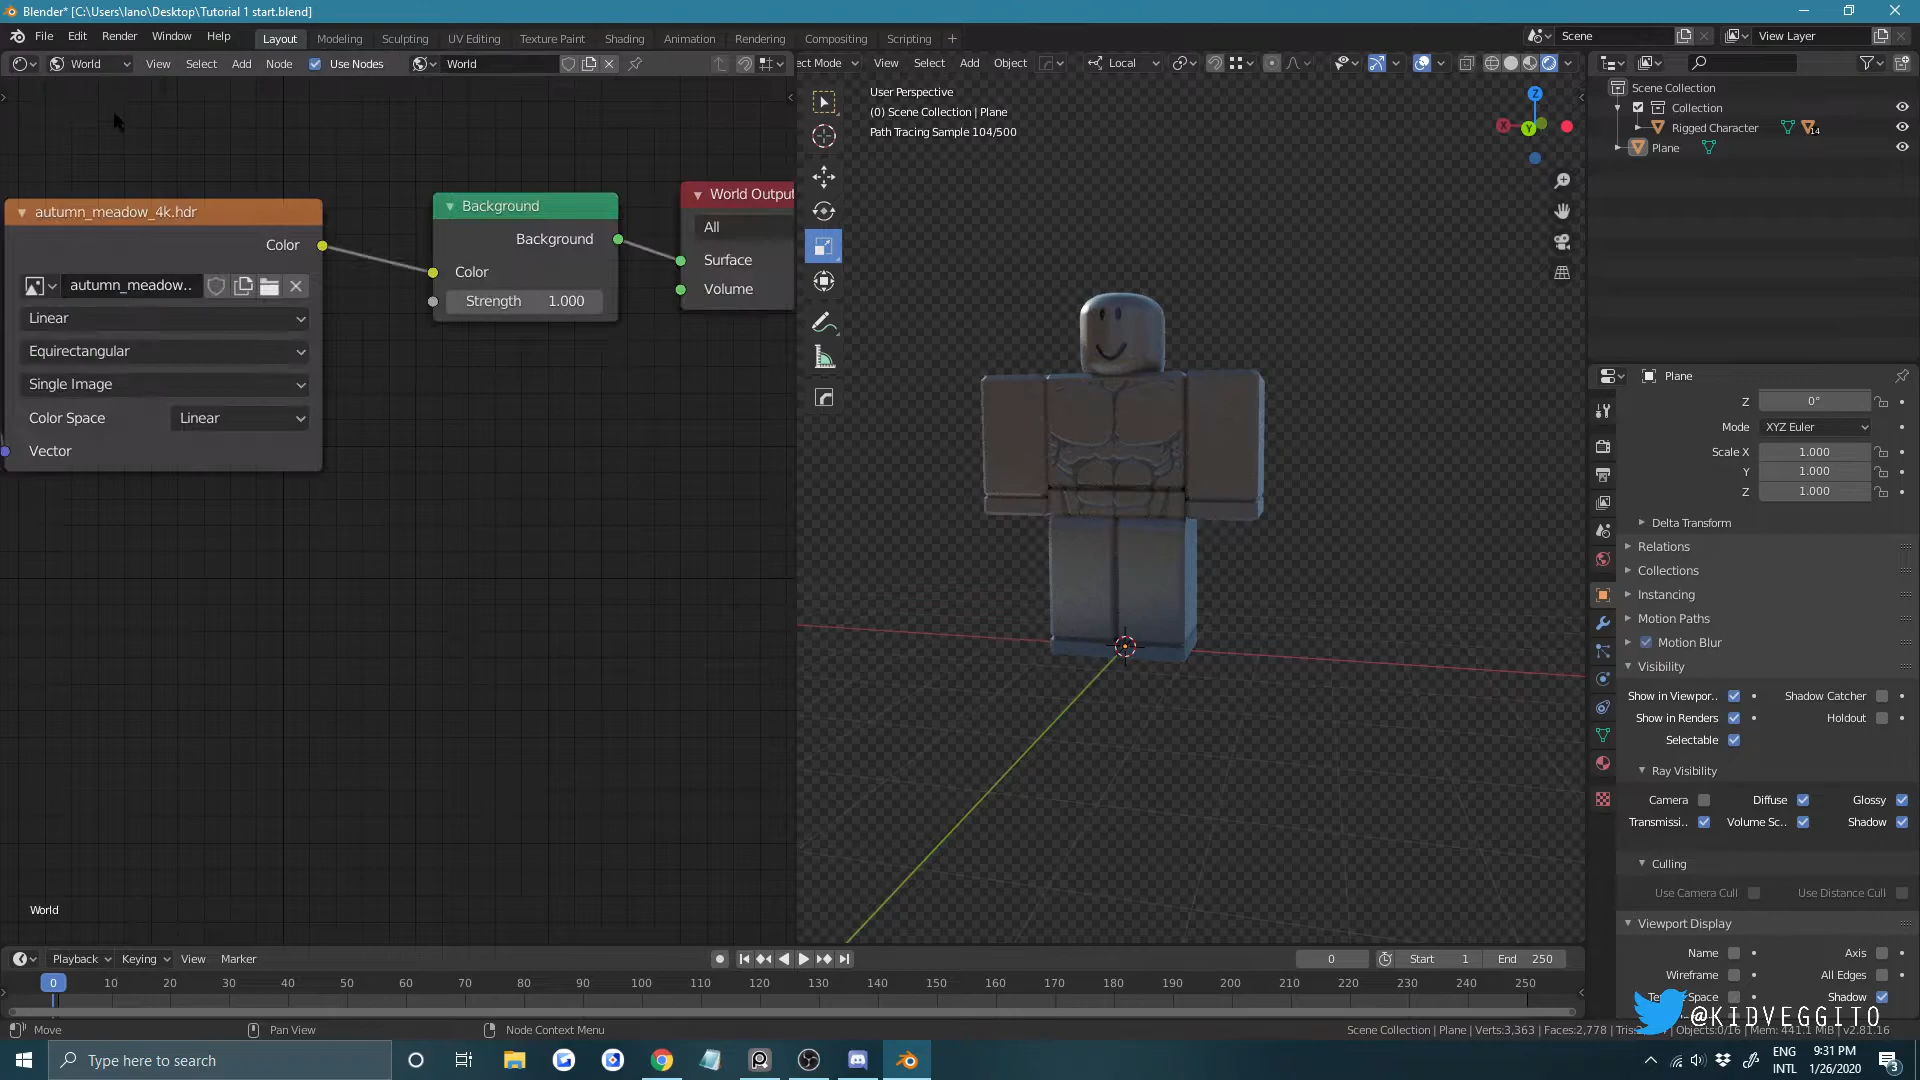 Blender* [C:\Users\lano\Desktop\Tutorial 1 start.blend]
File Edit Render Window Help
Layout Modeling Sculpting UV Editing Texture Paint Shading Animation Rendering Compositing Scripting +
Scene
View Layer
World View Select Add Node Use Nodes World
ect Mode View Select Add Object Local
User Perspective
(0) Scene Collection | Plane
Path Tracing Sample 104/500
Z
X
Y
Scene Collection
Collection
Rigged Character 14
Plane
autumn_meadow_4k.hdr
Color
autumn_meadow..
Linear
Equirectangular
Single Image
Color Space Linear
Vector
Background
Background
Color
Strength 1.000
World Output
All
Surface
Volume
World
Plane
Z 0°
Mode XYZ Euler
Scale X 1.000
Y 1.000
Z 1.000
Delta Transform
Relations
Collections
Instancing
Motion Paths
Motion Blur
Visibility
Show in Viewpor.. Shadow Catcher
Show in Renders Holdout
Selectable
Ray Visibility
Camera Diffuse Glossy
Transmissi.. Volume Sc.. Shadow
Culling
Use Camera Cull Use Distance Cull
Viewport Display
Name Axis
Wireframe All Edges
Space Shadow
@KIDVEGGITO
Playback Keying View Marker
0 Start 1 End 250
0 10 20 30 40 50 60 70 80 90 100 110 120 130 140 150 160 170 180 190 200 210 220 230 240 250
Move Pan View Node Context Menu
Scene Collection | Plane | Verts:3,363 | Faces:2,778 | Objects:0/16 | Mem: 441.1 MiB | v2.81.16
Type here to search
ENG
INTL
9:31 PM
1/26/2020
3